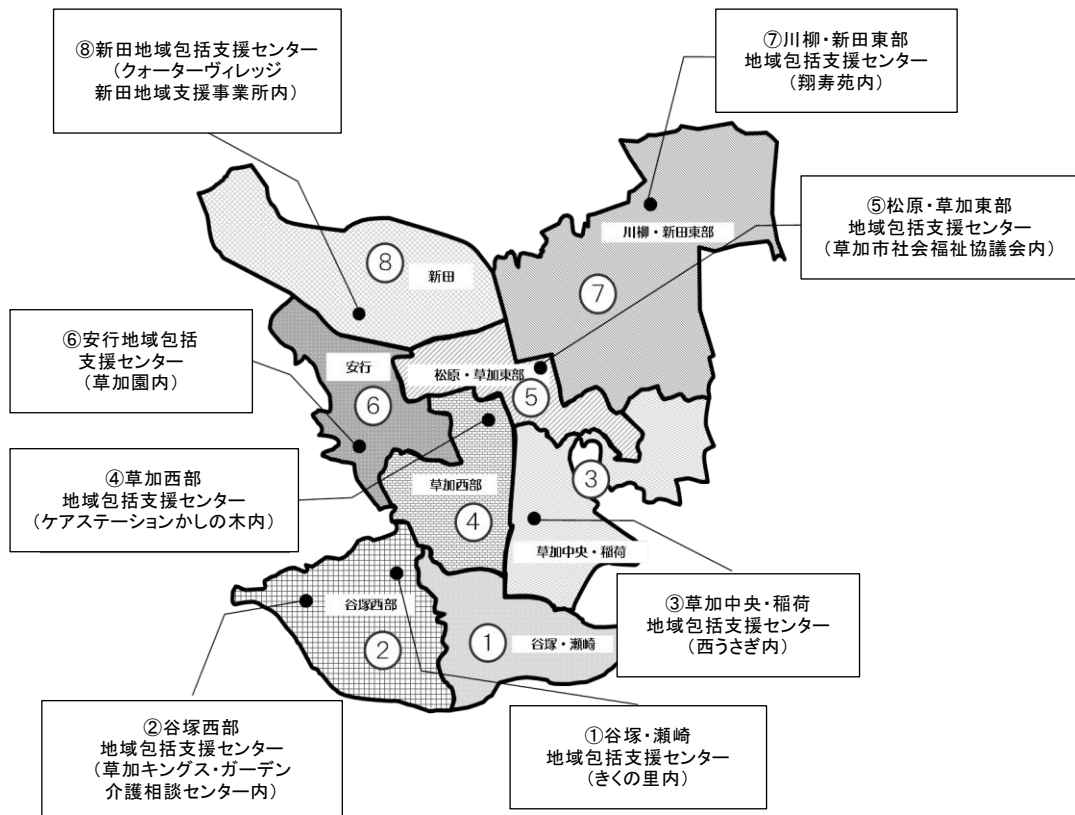 ⑧新田地域包括支援センター
（クォーターヴィレッジ
新田地域支援事業所内）
⑦川柳・新田東部
地域包括支援センター
（翔寿苑内）
⑤松原・草加東部
地域包括支援センター
（草加市社会福祉協議会内）
川柳・新田東部
⑦
⑧
新田
⑥安行地域包括
支援センター
（草加園内）
安行
⑥
松原・草加東部
⑤
④草加西部
地域包括支援センター
（ケアステーションかしの木内）
草加西部
④
③
草加中央・稲荷
③草加中央・稲荷
地域包括支援センター
（西うさぎ内）
谷塚西部
②
①
谷塚・瀬崎
②谷塚西部
地域包括支援センター
（草加キングス・ガーデン
介護相談センター内）
①谷塚・瀬崎
地域包括支援センター
（きくの里内）